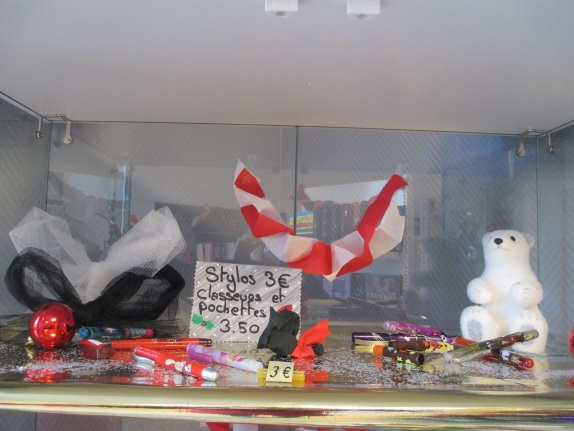 Stylos 3€
classeurs et
pochettes
3.50
3€